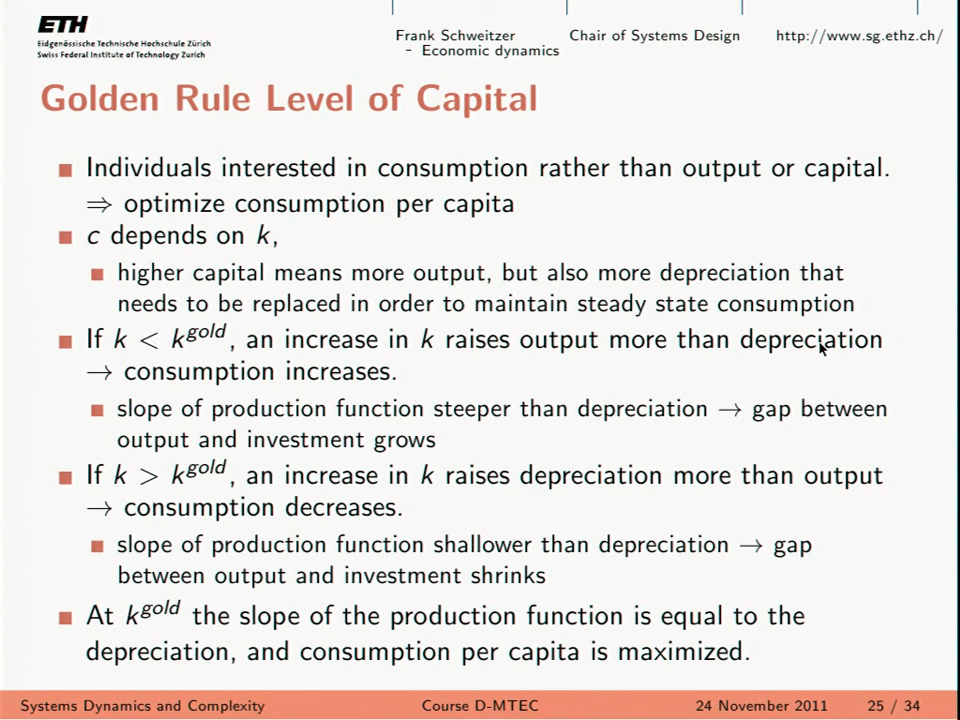 ETH
Eidgenössische Technische Hochschule Zürich
Swiss Federal Institute of Technology Zurich
Frank Schweitzer
- Economic dynamics
Chair of Systems Design
http://www.sg.ethz.ch/
Golden Rule Level of Capital
Individuals interested in consumption rather than output or capital.
⇒ optimize consumption per capita
c depends on k,
higher capital means more output, but also more depreciation that
needs to be replaced in order to maintain steady state consumption
If k < k^gold, an increase in k raises output more than depreciation
→ consumption increases.
slope of production function steeper than depreciation → gap between
output and investment grows
If k > k^gold, an increase in k raises depreciation more than output
→ consumption decreases.
slope of production function shallower than depreciation → gap
between output and investment shrinks
At k^gold the slope of the production function is equal to the
depreciation, and consumption per capita is maximized.
Systems Dynamics and Complexity
Course D-MTEC
24 November 2011
25 / 34